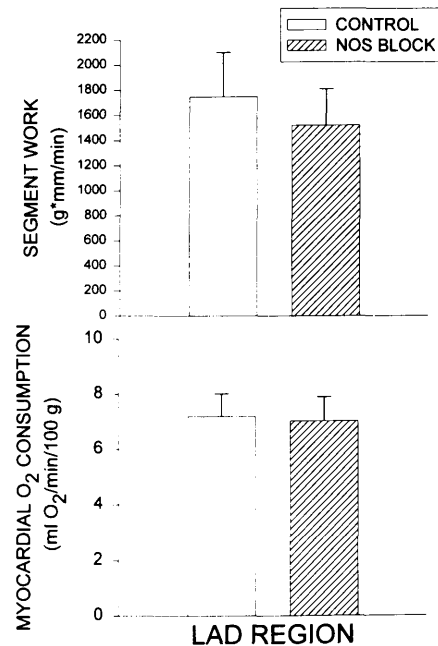 CONTROL
NOS BLOCK
SEGMENT WORK
(g*mm/min)
2200
2000
1800
1600
1400
1200
1000
800
600
400
200
0
MYOCARDIAL O2 CONSUMPTION
(ml O2/min/100 g)
10
8
6
4
2
0
LAD REGION